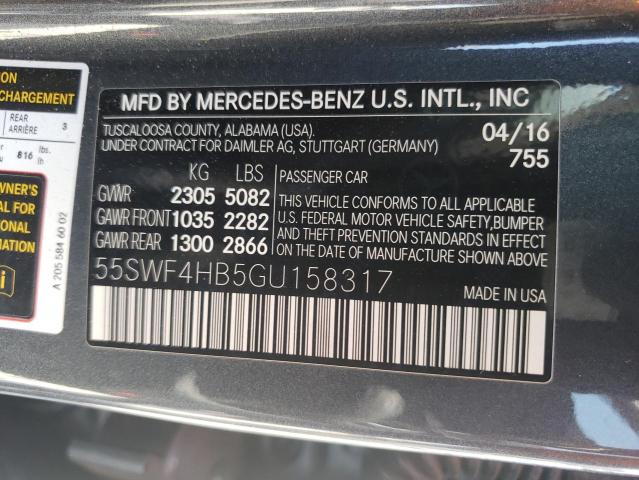 ON
CHARGEMENT
REAR
ARRIÈRE 3
816 lbs.
WNER'S
AL FOR
ONAL
MATION
A 205 584 60 02
MFD BY MERCEDES-BENZ U.S. INTL., INC
TUSCALOOSA COUNTY, ALABAMA (USA). 04/16
UNDER CONTRACT FOR DAIMLER AG, STUTTGART (GERMANY) 755
KG LBS
GVWR 2305 5082
GAWR FRONT 1035 2282
GAWR REAR 1300 2866
PASSENGER CAR
THIS VEHICLE CONFORMS TO ALL APPLICABLE
U.S. FEDERAL MOTOR VEHICLE SAFETY,BUMPER
AND THEFT PREVENTION STANDARDS IN EFFECT
ON THE DATE OF MANUFACTURE SHOWN ABOVE
55SWF4HB5GU158317
MADE IN USA